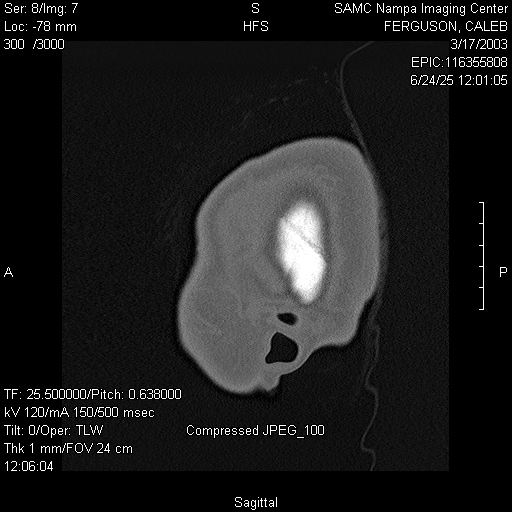 Ser: 8/Img: 7
Loc: -78 mm
300 /3000
S
HFS
SAMC Nampa Imaging Center
FERGUSON, CALEB
3/17/2003
EPIC:116355808
6/24/25 12:01:05
A
P
TF: 25.500000/Pitch: 0.638000
kV 120/mA 150/500 msec
Tilt: 0/Oper: TLW
Thk 1 mm/FOV 24 cm
12:06:04
Compressed JPEG_100
Sagittal